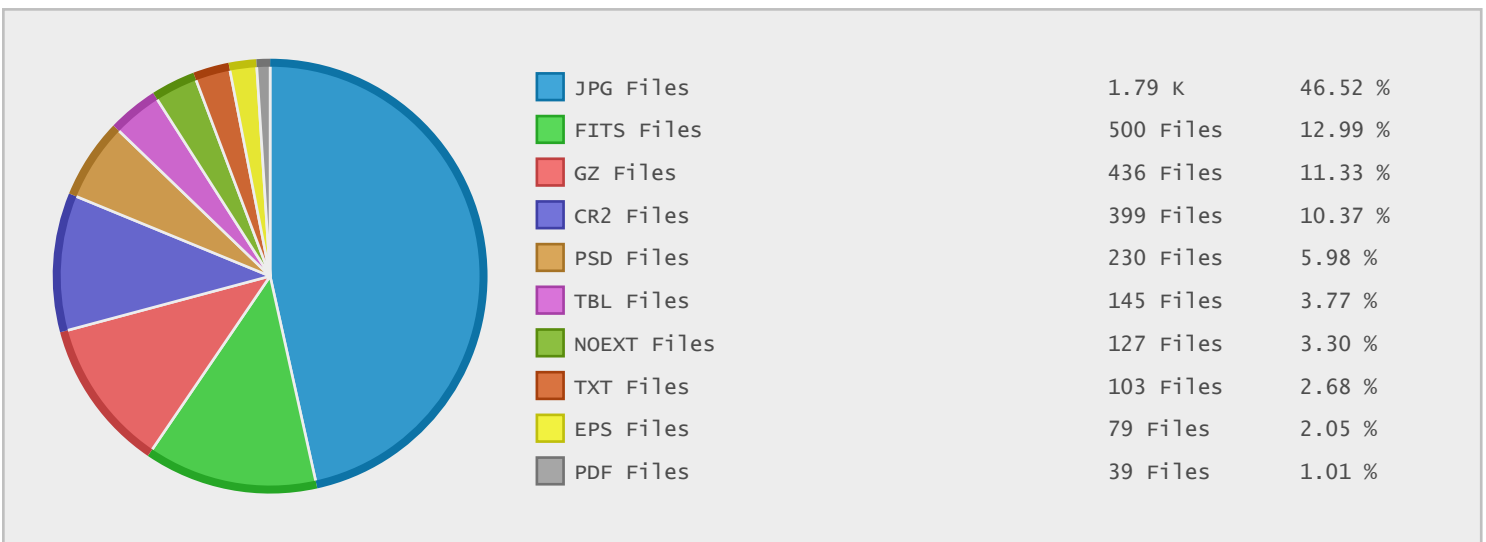 JPG Files 1.79 K 46.52 %
FITS Files 500 Files 12.99 %
GZ Files 436 Files 11.33 %
CR2 Files 399 Files 10.37 %
PSD Files 230 Files 5.98 %
TBL Files 145 Files 3.77 %
NOEXT Files 127 Files 3.30 %
TXT Files 103 Files 2.68 %
EPS Files 79 Files 2.05 %
PDF Files 39 Files 1.01 %